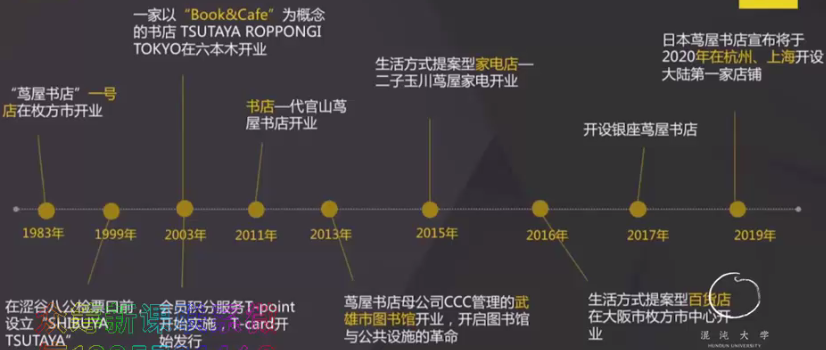 一家以“Book&Cafe”为概念
的书店 TSUTAYA ROPPONGI
TOKYO在六本木开业
日本茑屋书店宣布将于
2020年在杭州、上海开设
大陆第一家店铺
生活方式提案型家电店—
二子玉川茑屋家电开业
“茑屋书店”一号
店在枚方市开业
书店—代官山茑
屋书店开业
开设银座茑屋书店
1983年
1999年
2003年
2011年
2013年
2015年
2016年
2017年
2019年
在涩谷八公检票口前
设立“SHIBUYA
TSUTAYA”
会员积分服务T-point
开始实施，T-card开
始发行
茑屋书店母公司CCC管理的武
雄市图书馆开业，开启图书馆
与公共设施的革命
生活方式提案型百货店
在大阪市枚方市中心开
业
混沌大学
HUNDUN UNIVERSITY